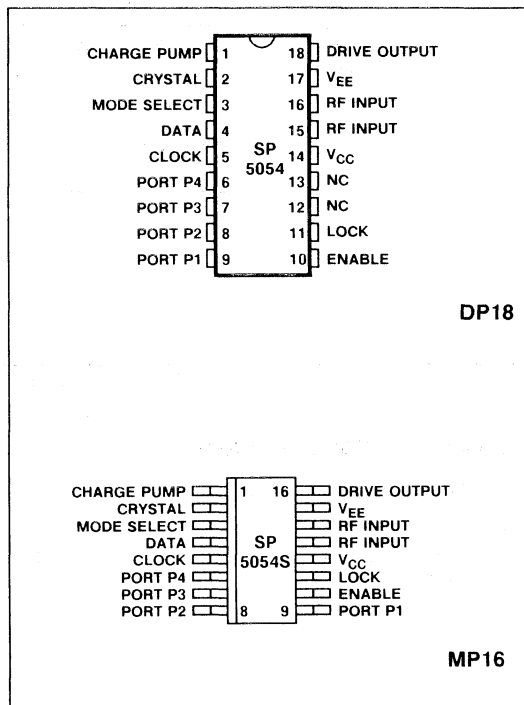 CHARGE PUMP 1 18 DRIVE OUTPUT
CRYSTAL 2 17 VEE
MODE SELECT 3 16 RF INPUT
DATA 4 15 RF INPUT
CLOCK 5 SP 5054 14 VCC
PORT P4 6 13 NC
PORT P3 7 12 NC
PORT P2 8 11 LOCK
PORT P1 9 10 ENABLE
DP18
CHARGE PUMP 1 16 DRIVE OUTPUT
CRYSTAL VEE
MODE SELECT RF INPUT
DATA SP RF INPUT
CLOCK 5054S VCC
PORT P4 LOCK
PORT P3 ENABLE
PORT P2 8 9 PORT P1
MP16